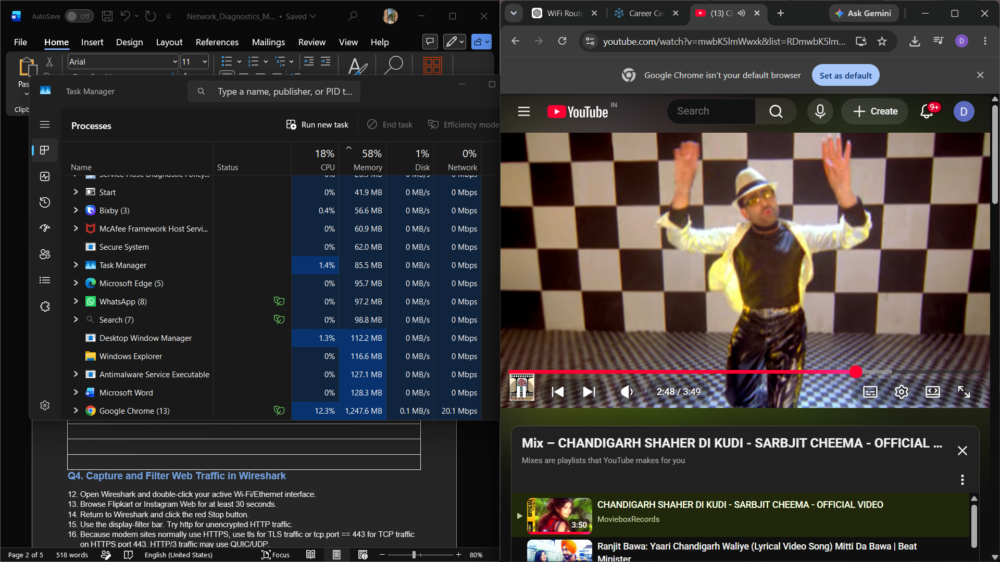 AutoSave Off Network_Diagnostics_M... • Saved
File Home Insert Design Layout References Mailings Review View Help
Arial 11
Pas
Clipb
Task Manager
Type a name, publisher, or PID t...
Processes
Run new task
End task
Efficiency mode
18% 58% 1% 0%
Name Status CPU Memory Disk Network
Service Host: Diagnostic Policy...
Start 0% 41.9 MB 0 MB/s 0 Mbps
Bixby (3) 0.4% 56.6 MB 0 MB/s 0 Mbps
McAfee Framework Host Servi... 0% 60.9 MB 0 MB/s 0 Mbps
Secure System 0% 62.0 MB 0 MB/s 0 Mbps
Task Manager 1.4% 85.5 MB 0 MB/s 0 Mbps
Microsoft Edge (5) 0% 95.7 MB 0 MB/s 0 Mbps
WhatsApp (8) 0% 97.2 MB 0 MB/s 0 Mbps
Search (7) 0% 98.8 MB 0 MB/s 0 Mbps
Desktop Window Manager 1.3% 112.2 MB 0 MB/s 0 Mbps
Windows Explorer 0% 116.6 MB 0 MB/s 0 Mbps
Antimalware Service Executable 0% 127.1 MB 0 MB/s 0 Mbps
Microsoft Word 0% 128.3 MB 0 MB/s 0 Mbps
Google Chrome (13) 12.3% 1,247.6 MB 0.1 MB/s 20.1 Mbps
Q4. Capture and Filter Web Traffic in Wireshark
12. Open Wireshark and double-click your active Wi-Fi/Ethernet interface.
13. Browse Flipkart or Instagram Web for at least 30 seconds.
14. Return to Wireshark and click the red Stop button.
15. Use the display-filter bar. Try http for unencrypted HTTP traffic.
16. Because modern sites normally use HTTPS, use tls for TLS traffic or tcp.port == 443 for TCP traffic
on HTTPS port 443. HTTP/3 traffic may use QUIC/UDP.
Page 2 of 5 518 words English (United States) Focus 80%
WiFi Route
Career Cen
(13) C
Ask Gemini
youtube.com/watch?v=mwbK5lmWwxk&list=RDmwbK5lm...
D
Google Chrome isn't your default browser
Set as default
YouTube IN
Search
Create
9+
D
2:48 / 3:49
Mix – CHANDIGARH SHAHER DI KUDI - SARBJIT CHEEMA - OFFICIAL ...
Mixes are playlists that YouTube makes for you
OFFICIAL VIDEO
3:50
CHANDIGARH SHAHER DI KUDI - SARBJIT CHEEMA - OFFICIAL VIDEO
MovieboxRecords
Ranjit Bawa: Yaari Chandigarh Waliye (Lyrical Video Song) Mitti Da Bawa | Beat
Minister